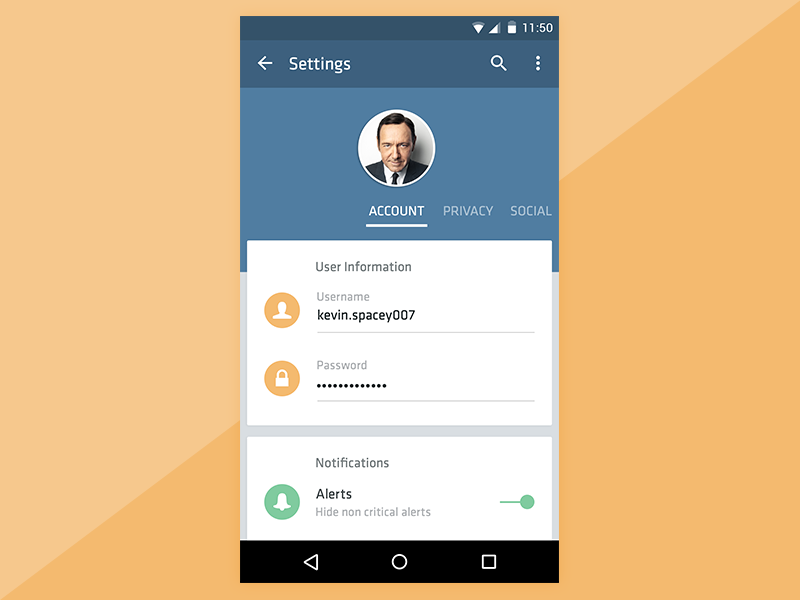 11:50
Settings
ACCOUNT PRIVACY SOCIAL
User Information
Username
kevin.spacey007
Password
•••••••••••••
Notifications
Alerts
Hide non critical alerts